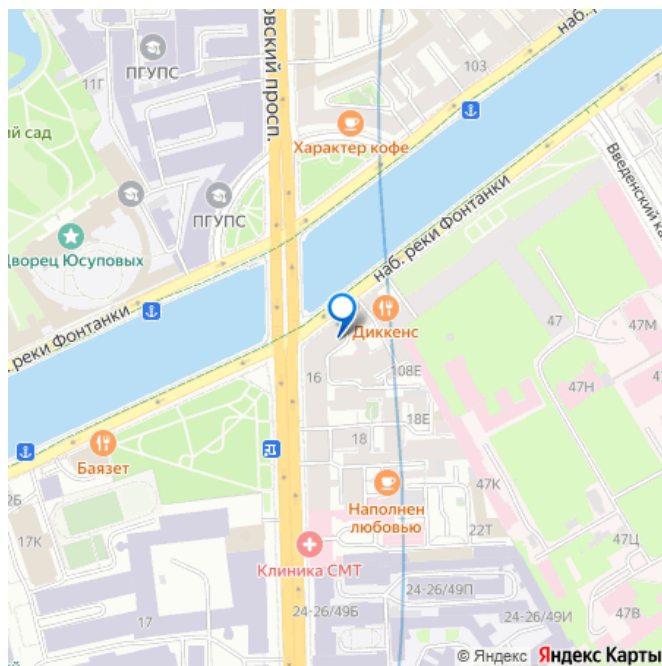 наб.
ПГУПС
11Г
овский просп.
103
Характер кофе
ий сад
ПГУПС
Введенский ка
наб. реки Фонтанки
Дворец Юсуповых
реки Фонтанки
Диккенс
47
47М
16
108Е
47Н
18Е
18
Баязет
Наполнен
любовью
47К
2Б
17К
22Т
47Ц
Клиника СМТ
24-26/49П
24-26/49Б
24-26/49И
47В
17
© Яндекс Яндекс Карты